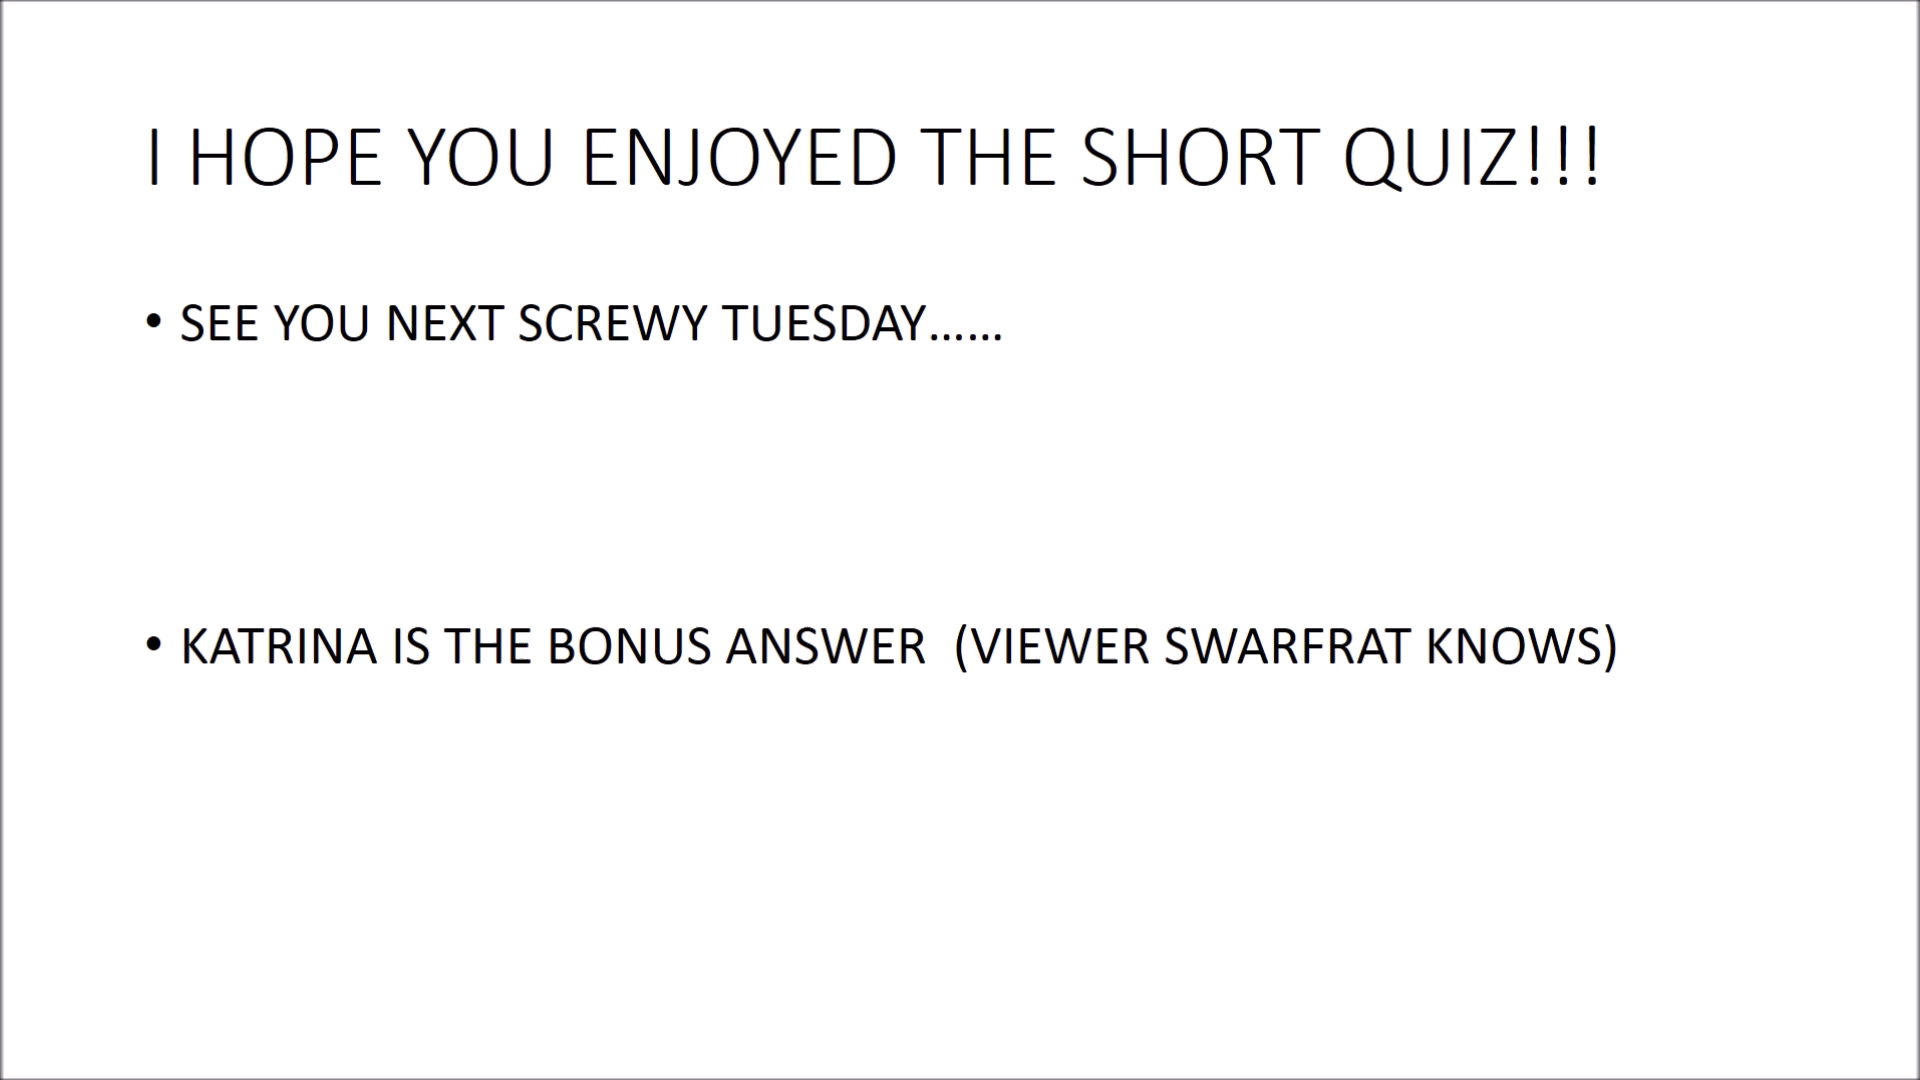 I HOPE YOU ENJOYED THE SHORT QUIZ!!!
• SEE YOU NEXT SCREWY TUESDAY……
• KATRINA IS THE BONUS ANSWER  (VIEWER SWARFRAT KNOWS)